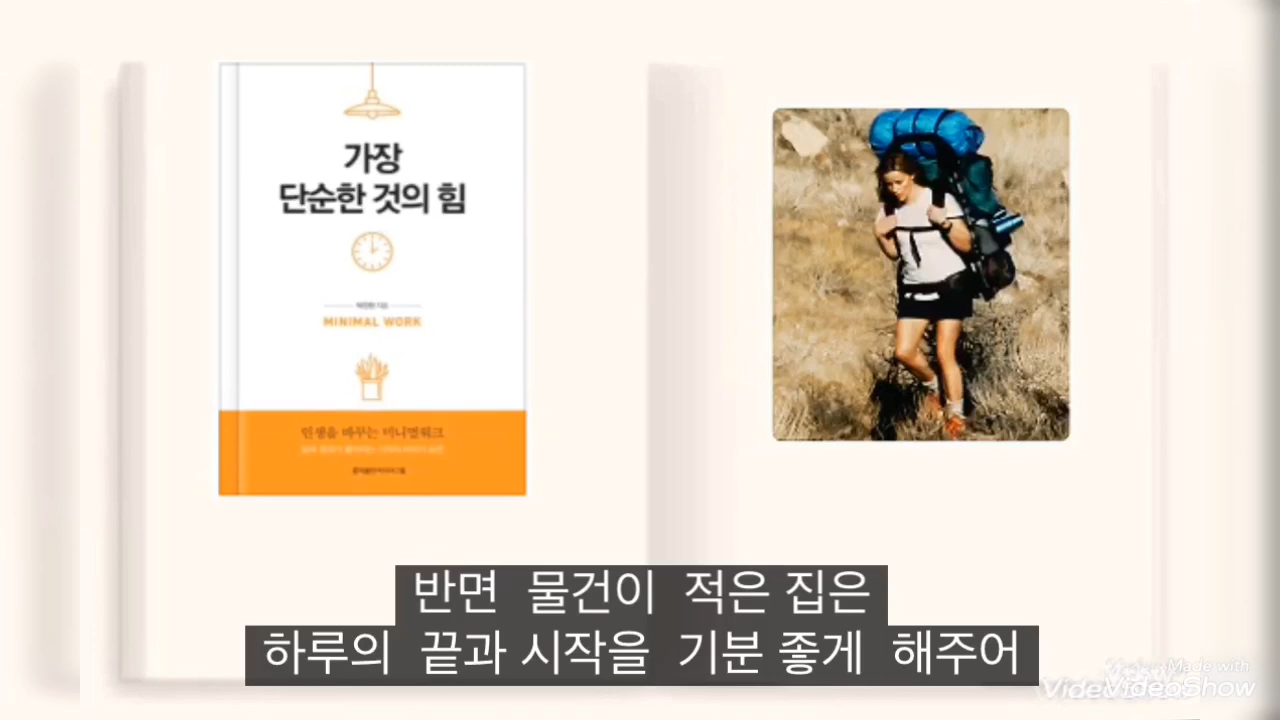 가장
단순한 것의 힘
MINIMAL WORK
인생을 바꾸는 미니멀워크
반면 물건이 적은 집은
하루의 끝과 시작을 기분 좋게 해주어
Made with
VideoShow